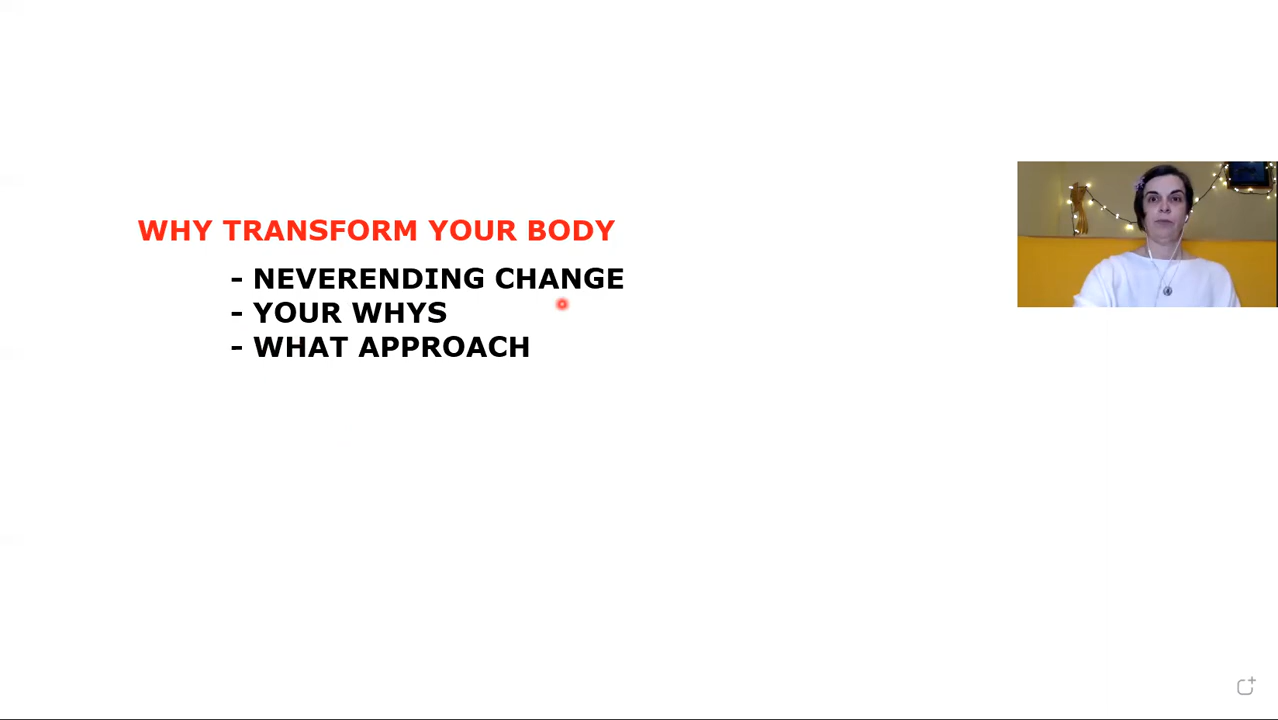 WHY TRANSFORM YOUR BODY
- NEVERENDING CHANGE
- YOUR WHYS
- WHAT APPROACH